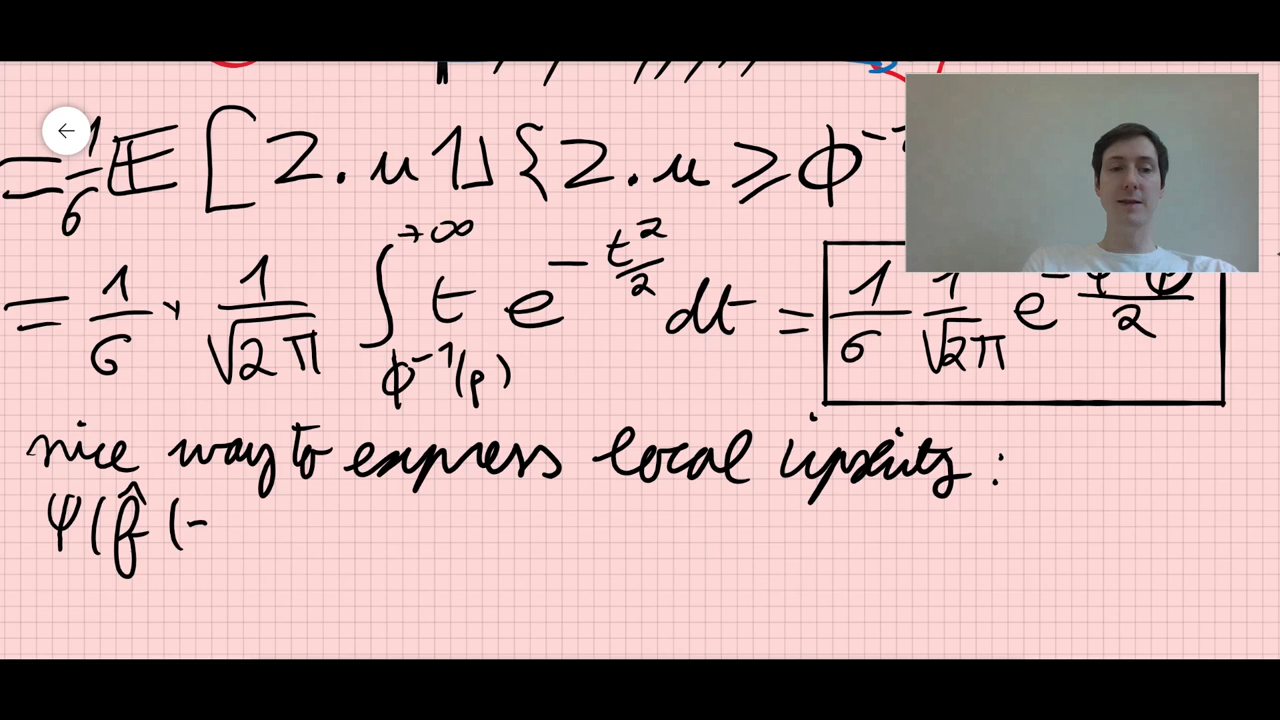 = 1/6 𝔼 [ Z.u 𝟙 { Z.u ⩾ ϕ⁻¹
= 1/6 · 1/√2π ∫_{ϕ⁻¹(p)}^{+∞} t e^{-t²/2} dt = 1/6 1/√2π e
nice way to express local lipschitz :
ψ(f̂ (